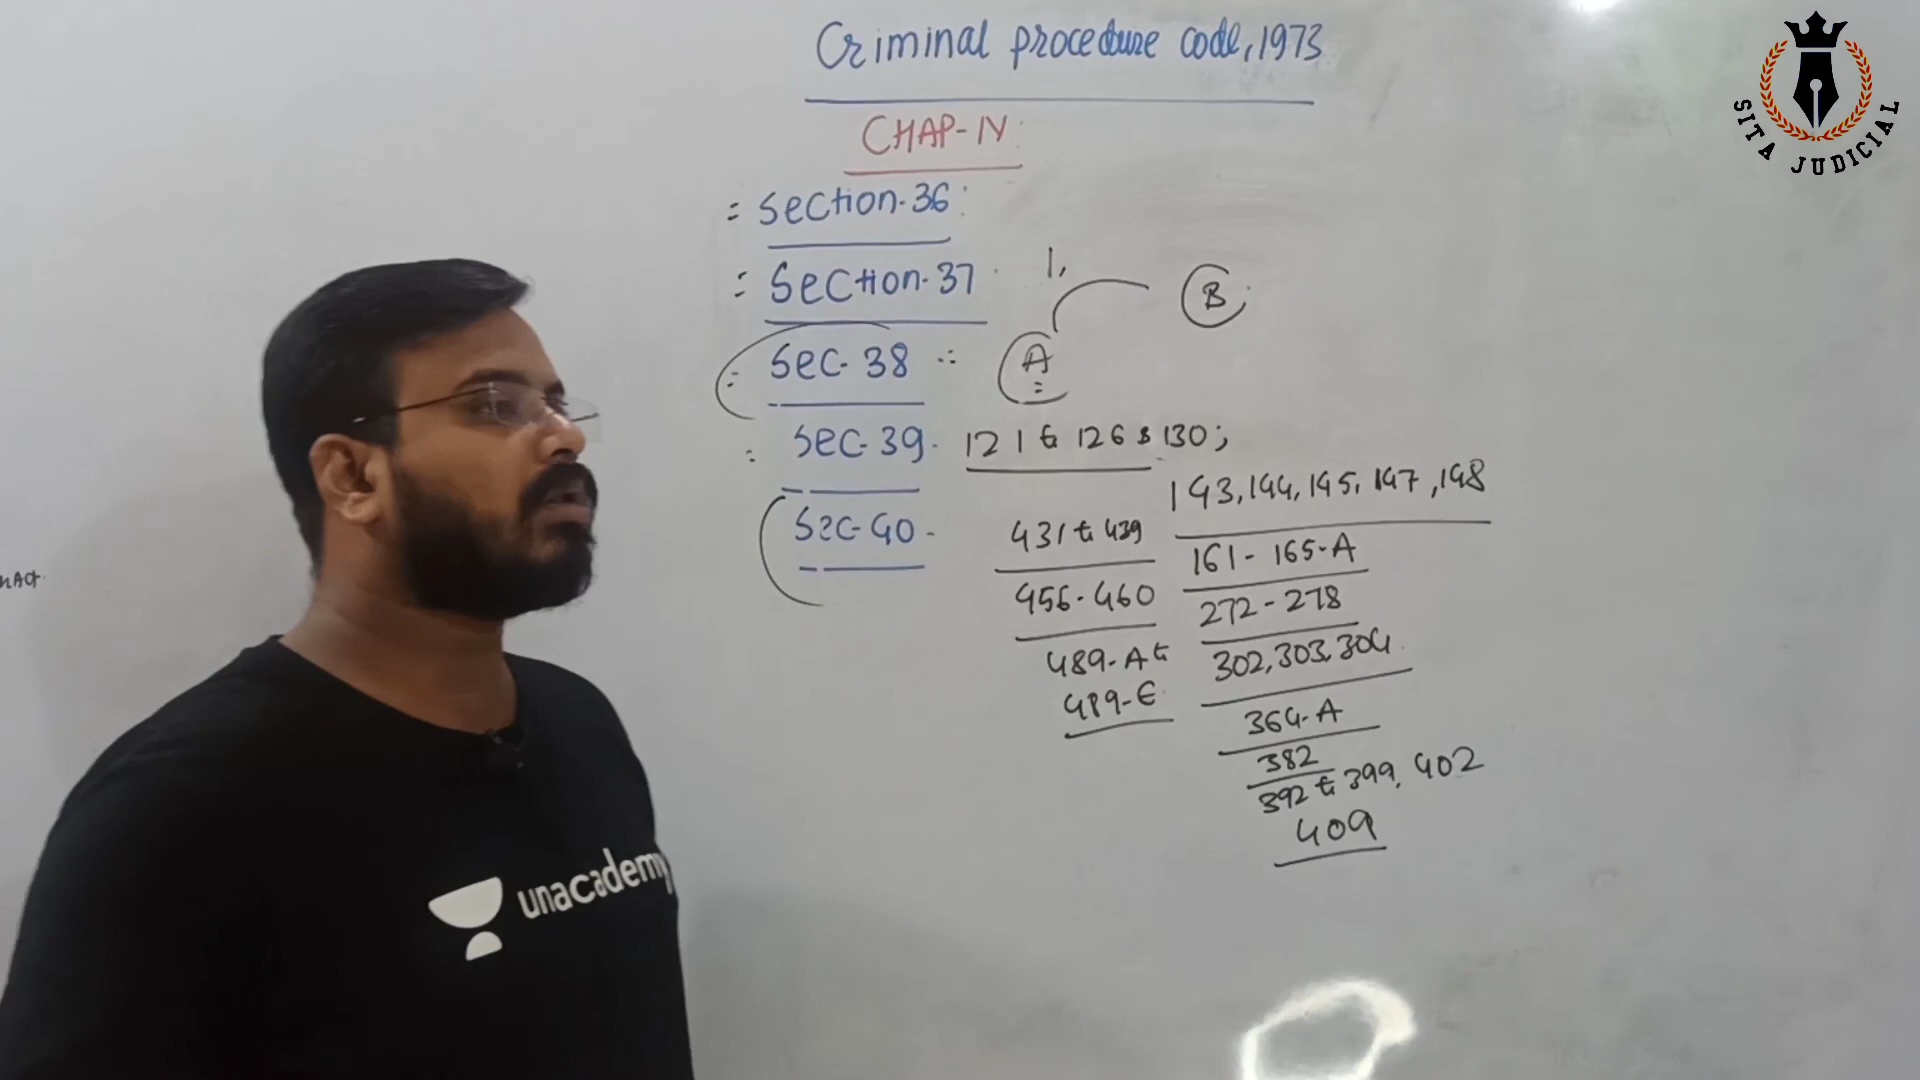 Criminal procedure code, 1973
CHAP-IV
= Section-36:
= Section-37
1,
B
= Sec-38
A
: Sec-39. 121 to 126 & 130;
143, 144, 145, 147, 148
Sec-40-
431 to 439
161- 165-A
456-460
272-278
489-A to
302, 303, 304
489-E
364-A
382
392 to 399, 402
409
unacademy
SITA JUDICIAL